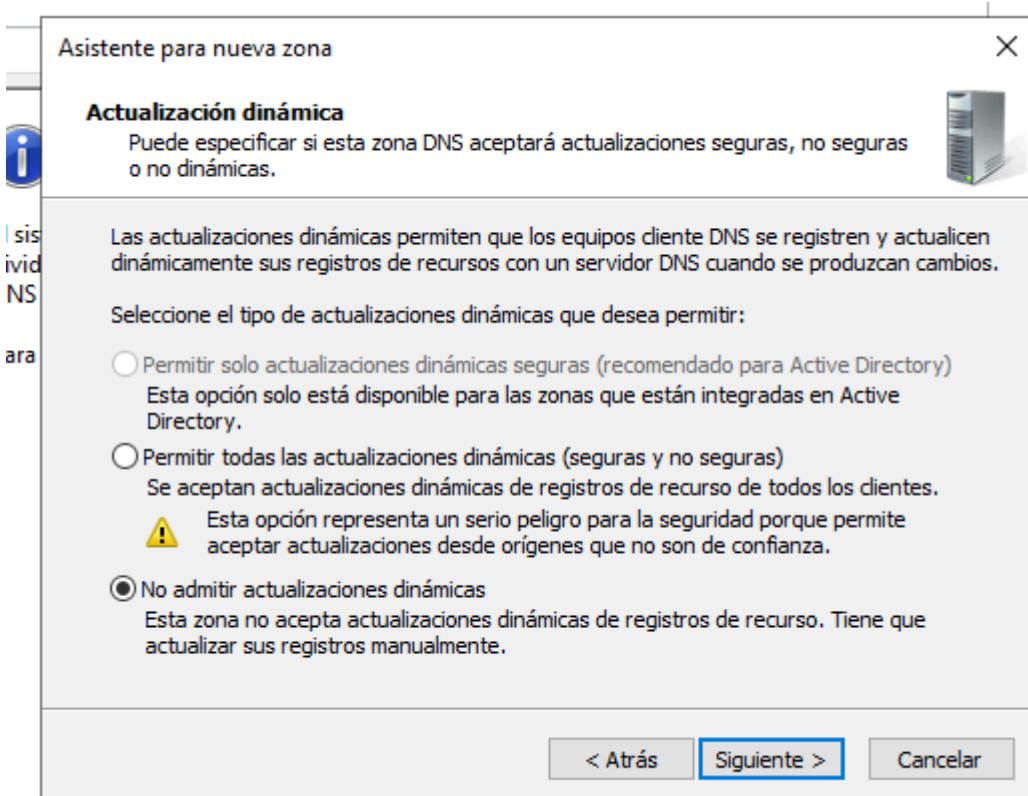 Asistente para nueva zona
Actualización dinámica
Puede especificar si esta zona DNS aceptará actualizaciones seguras, no seguras
o no dinámicas.
sis
ivid
NS
ara
Las actualizaciones dinámicas permiten que los equipos cliente DNS se registren y actualicen
dinámicamente sus registros de recursos con un servidor DNS cuando se produzcan cambios.
Seleccione el tipo de actualizaciones dinámicas que desea permitir:
Permitir solo actualizaciones dinámicas seguras (recomendado para Active Directory)
Esta opción solo está disponible para las zonas que están integradas en Active
Directory.
Permitir todas las actualizaciones dinámicas (seguras y no seguras)
Se aceptan actualizaciones dinámicas de registros de recurso de todos los clientes.
Esta opción representa un serio peligro para la seguridad porque permite
aceptar actualizaciones desde orígenes que no son de confianza.
No admitir actualizaciones dinámicas
Esta zona no acepta actualizaciones dinámicas de registros de recurso. Tiene que
actualizar sus registros manualmente.
< Atrás Siguiente > Cancelar